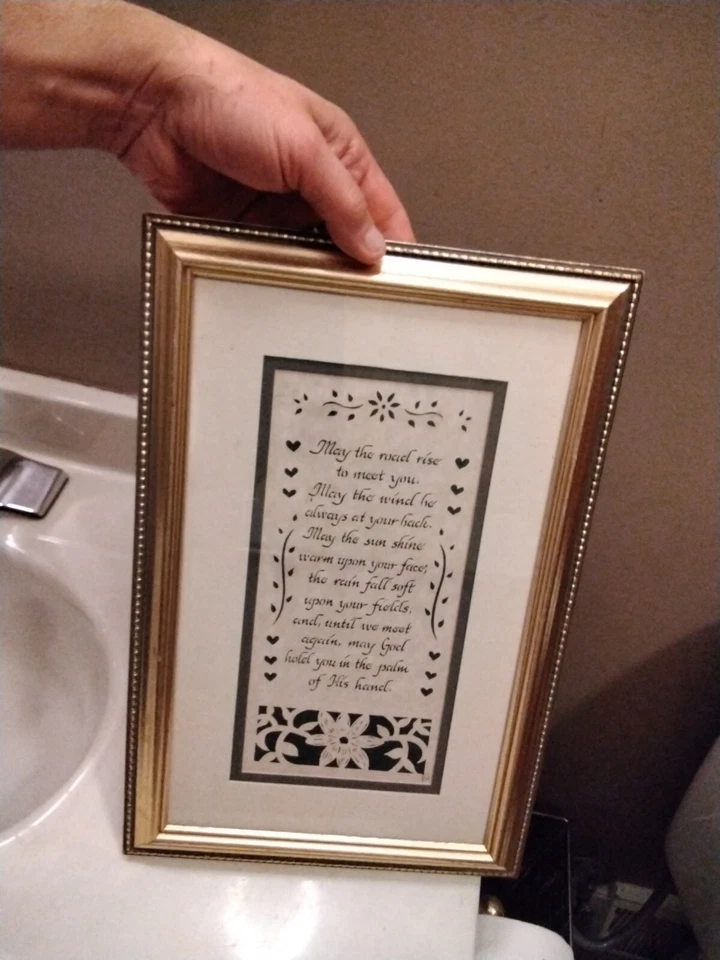 May the road rise
to meet you.
May the wind be
always at your back.
May the sun shine
warm upon your face;
the rain fall soft
upon your fields,
and, until we meet
again, may God
hold you in the palm
of His hand.